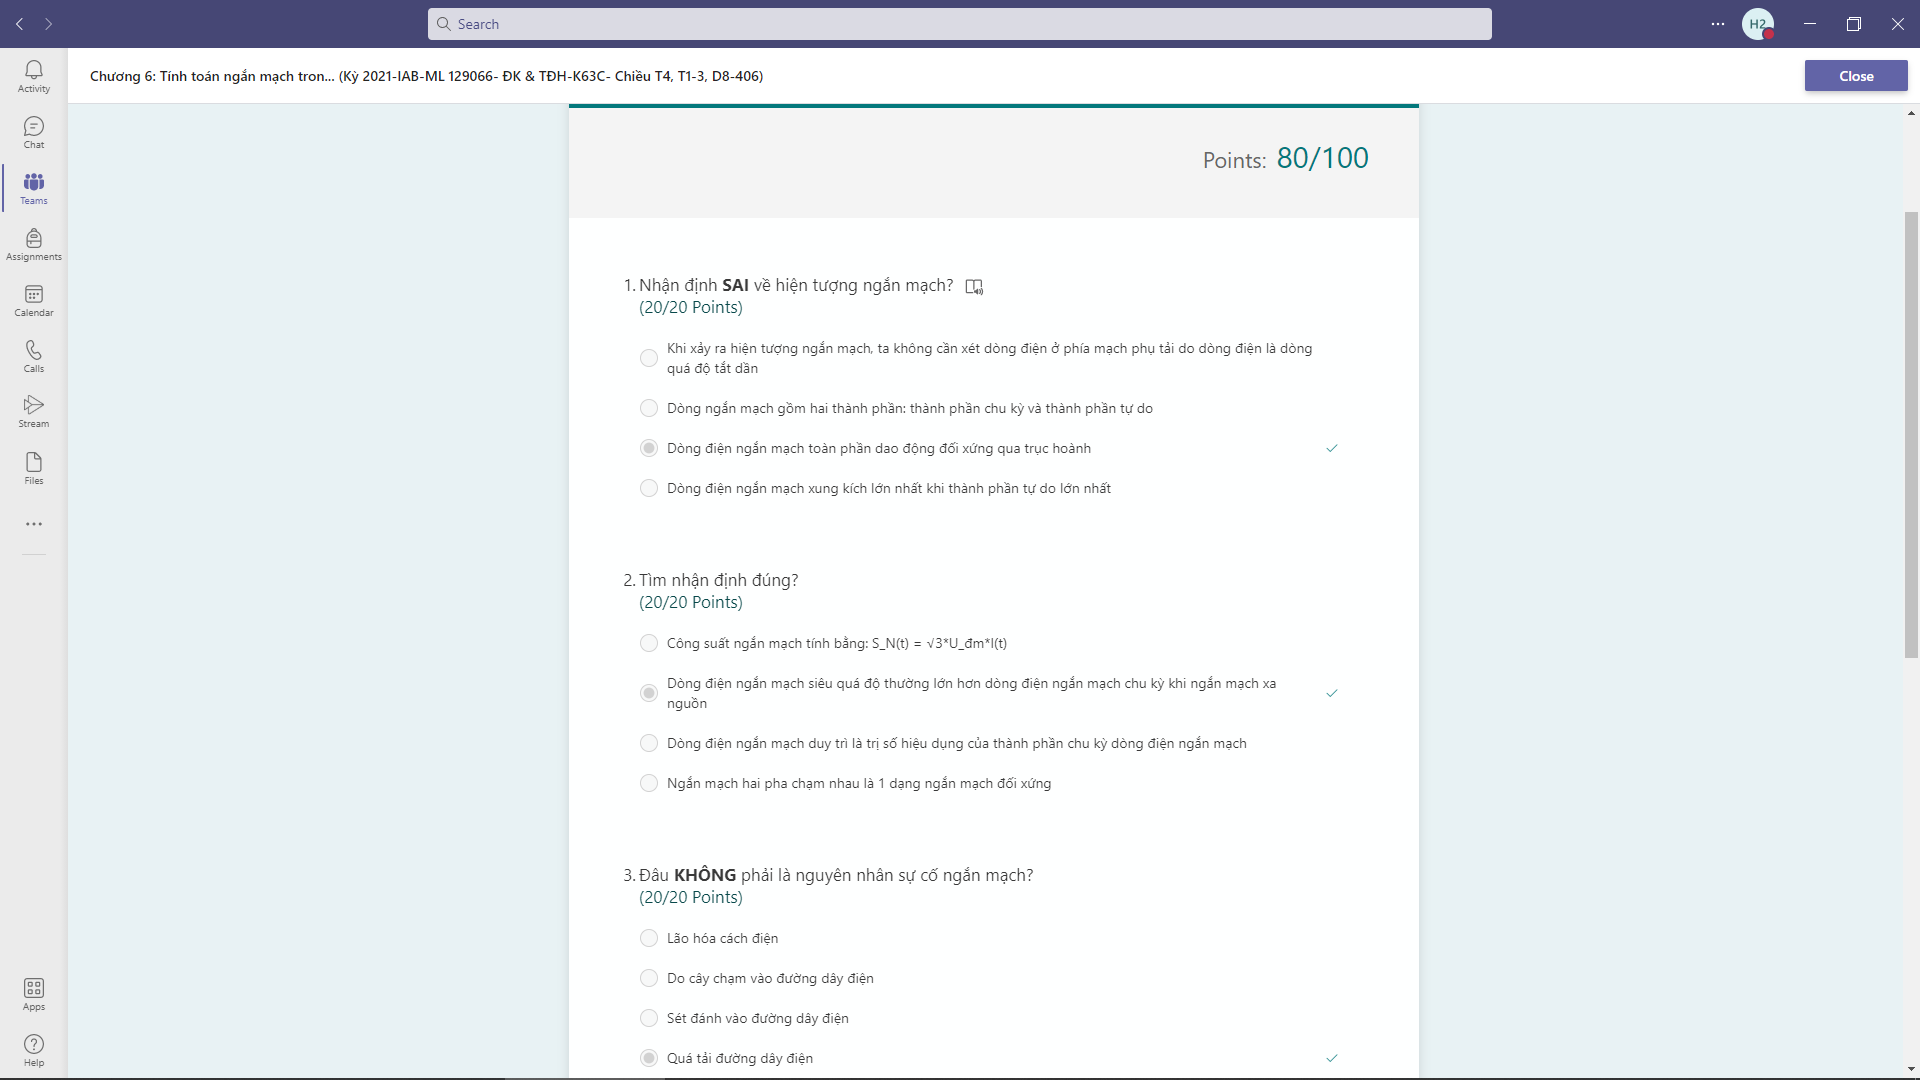 Search
H2
Activity
Chat
Teams
Assignments
Calendar
Calls
Stream
Files
Apps
Help
Chương 6: Tính toán ngắn mạch tron... (Kỳ 2021-IAB-ML 129066- ĐK & TĐH-K63C- Chiều T4, T1-3, D8-406)
Close
Points: 80/100
1. Nhận định SAI về hiện tượng ngắn mạch?
(20/20 Points)
Khi xảy ra hiện tượng ngắn mạch, ta không cần xét dòng điện ở phía mạch phụ tải do dòng điện là dòng
quá độ tắt dần
Dòng ngắn mạch gồm hai thành phần: thành phần chu kỳ và thành phần tự do
Dòng điện ngắn mạch toàn phần dao động đối xứng qua trục hoành
Dòng điện ngắn mạch xung kích lớn nhất khi thành phần tự do lớn nhất
2. Tìm nhận định đúng?
(20/20 Points)
Công suất ngắn mạch tính bằng: S_N(t) = √3*U_đm*I(t)
Dòng điện ngắn mạch siêu quá độ thường lớn hơn dòng điện ngắn mạch chu kỳ khi ngắn mạch xa
nguồn
Dòng điện ngắn mạch duy trì là trị số hiệu dụng của thành phần chu kỳ dòng điện ngắn mạch
Ngắn mạch hai pha chạm nhau là 1 dạng ngắn mạch đối xứng
3. Đâu KHÔNG phải là nguyên nhân sự cố ngắn mạch?
(20/20 Points)
Lão hóa cách điện
Do cây chạm vào đường dây điện
Sét đánh vào đường dây điện
Quá tải đường dây điện